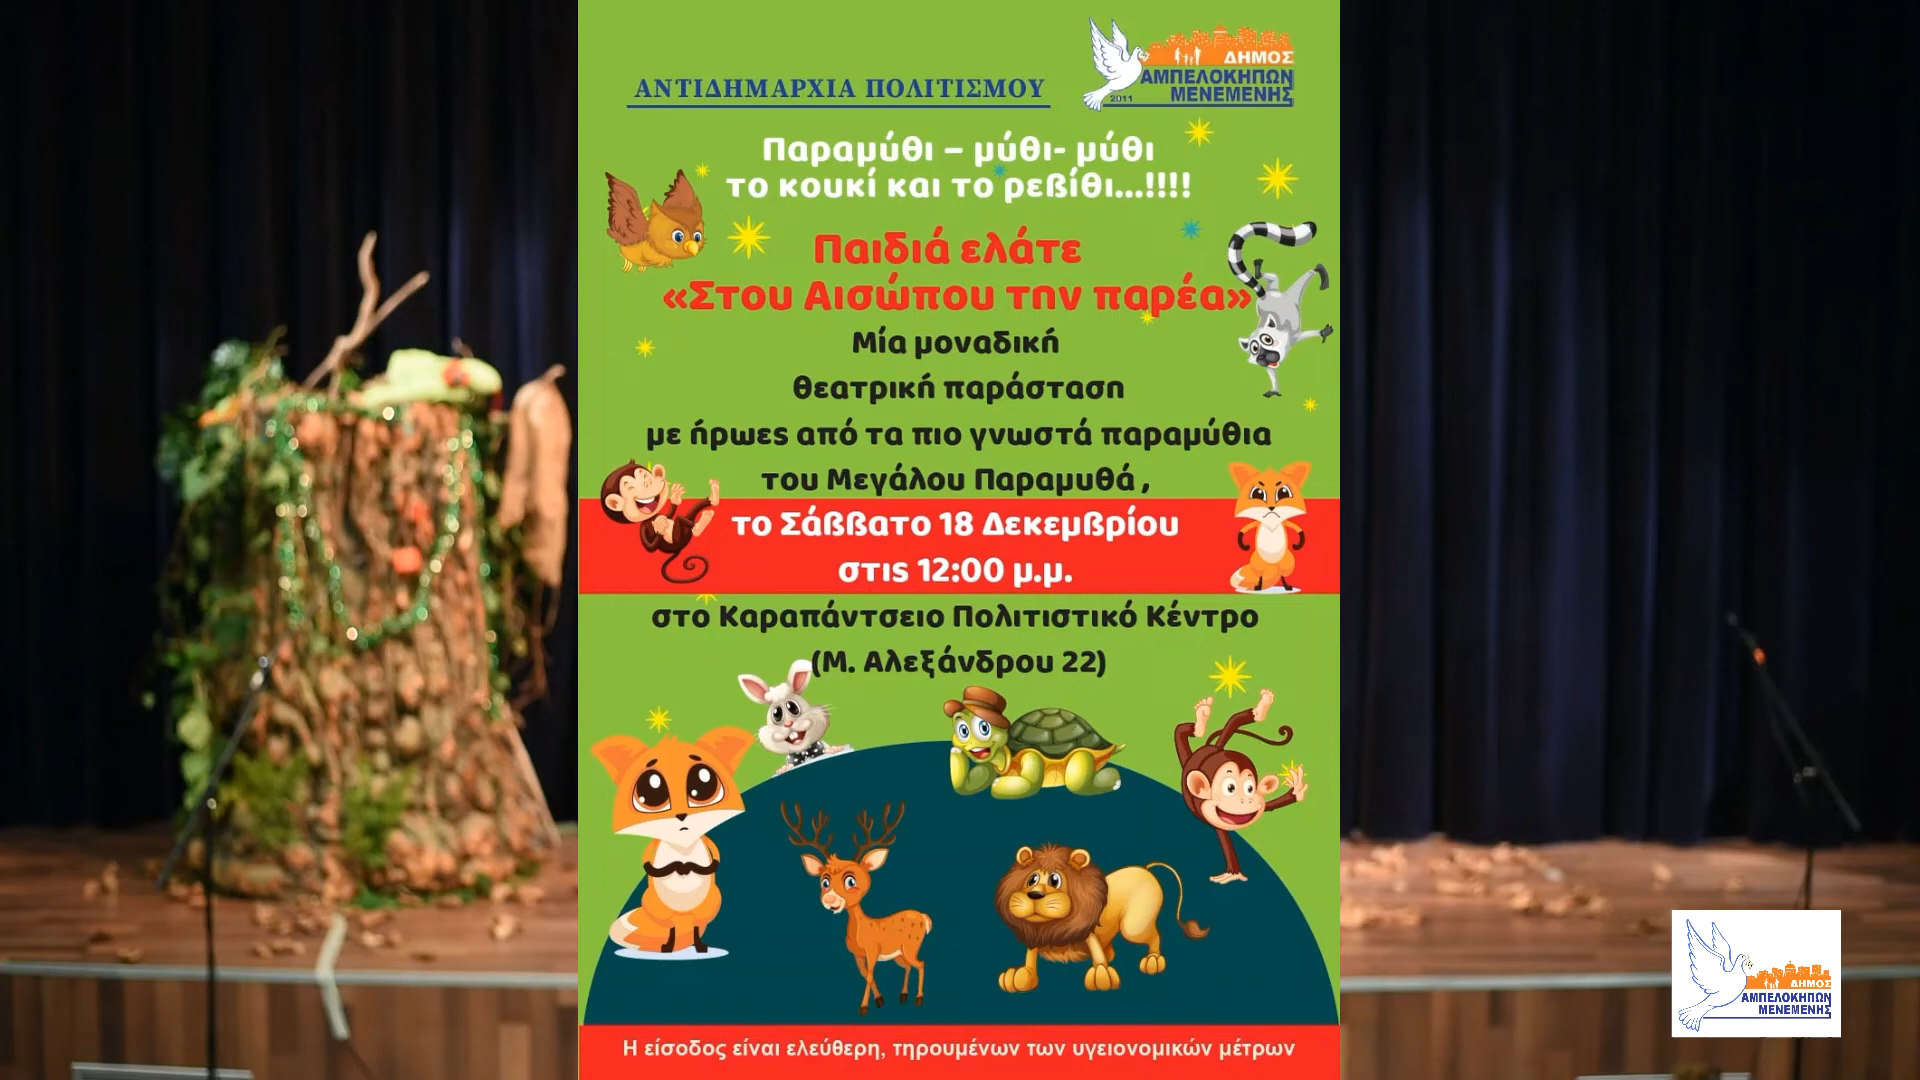 ΑΝΤΙΔΗΜΑΡΧΙΑ ΠΟΛΙΤΙΣΜΟΥ
ΔΗΜΟΣ
ΑΜΠΕΛΟΚΗΠΩΝ
2011 ΜΕΝΕΜΕΝΗΣ
Παραμύθι – μύθι- μύθι
το κουκί και το ρεβίθι...!!!!
Παιδιά ελάτε
«Στου Αισώπου την παρέα»
Μία μοναδική
θεατρική παράσταση
με ήρωες από τα πιο γνωστά παραμύθια
του Μεγάλου Παραμυθά ,
το Σάββατο 18 Δεκεμβρίου
στις 12:00 μ.μ.
στο Καραπάντσειο Πολιτιστικό Κέντρο
(Μ. Αλεξάνδρου 22)
Η είσοδος είναι ελεύθερη, τηρουμένων των υγειονομικών μέτρων
ΔΗΜΟΣ
ΑΜΠΕΛΟΚΗΠΩΝ
ΜΕΝΕΜΕΝΗΣ